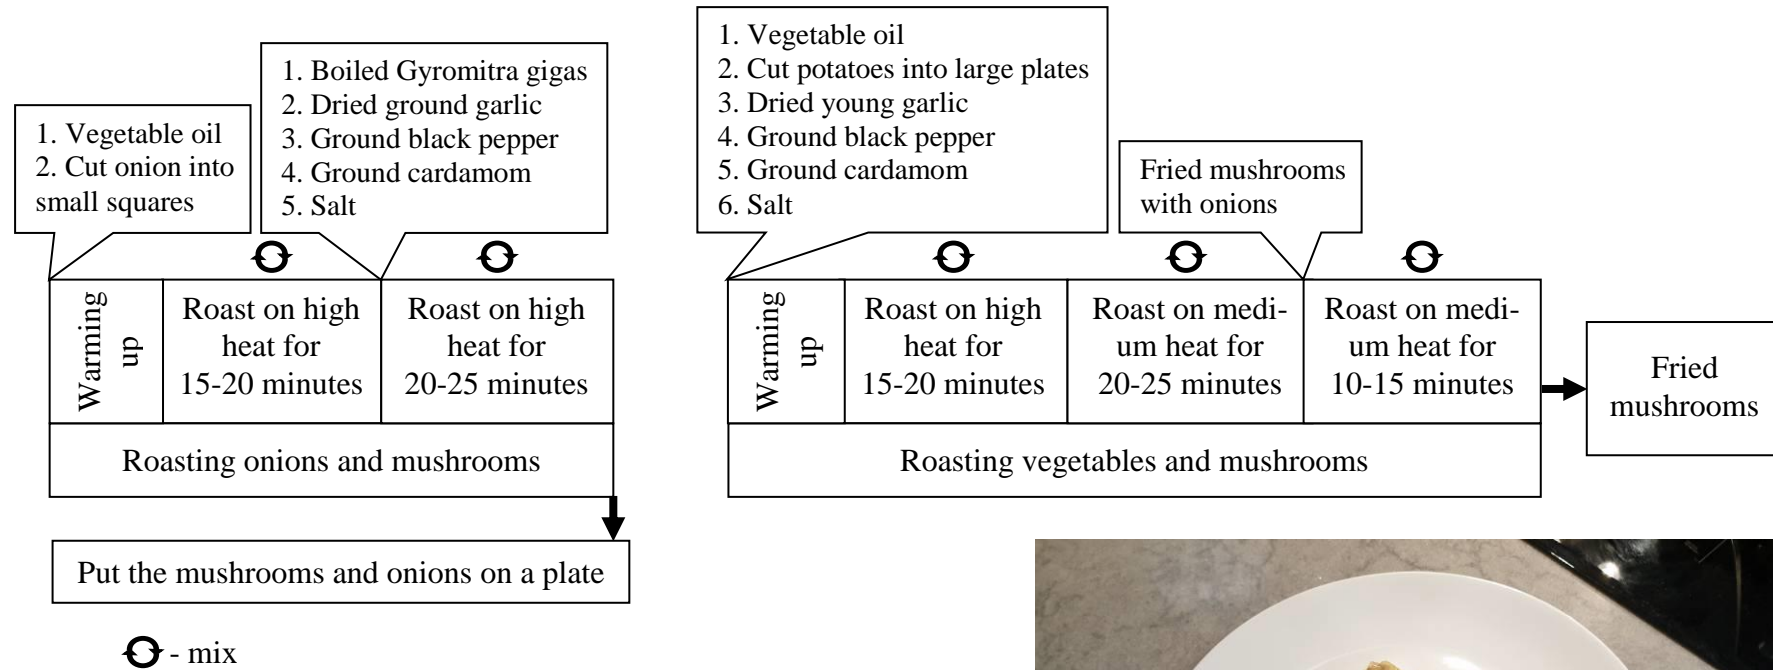 1. Vegetable oil
2. Cut onion into
small squares
1. Boiled Gyromitra gigas
2. Dried ground garlic
3. Ground black pepper
4. Ground cardamom
5. Salt
Warming
up
Roast on high
heat for
15-20 minutes
Roast on high
heat for
20-25 minutes
Roasting onions and mushrooms
Put the mushrooms and onions on a plate
- mix
1. Vegetable oil
2. Cut potatoes into large plates
3. Dried young garlic
4. Ground black pepper
5. Ground cardamom
6. Salt
Fried mushrooms
with onions
Warming
up
Roast on high
heat for
15-20 minutes
Roast on medi-
um heat for
20-25 minutes
Roast on medi-
um heat for
10-15 minutes
Roasting vegetables and mushrooms
Fried
mushrooms